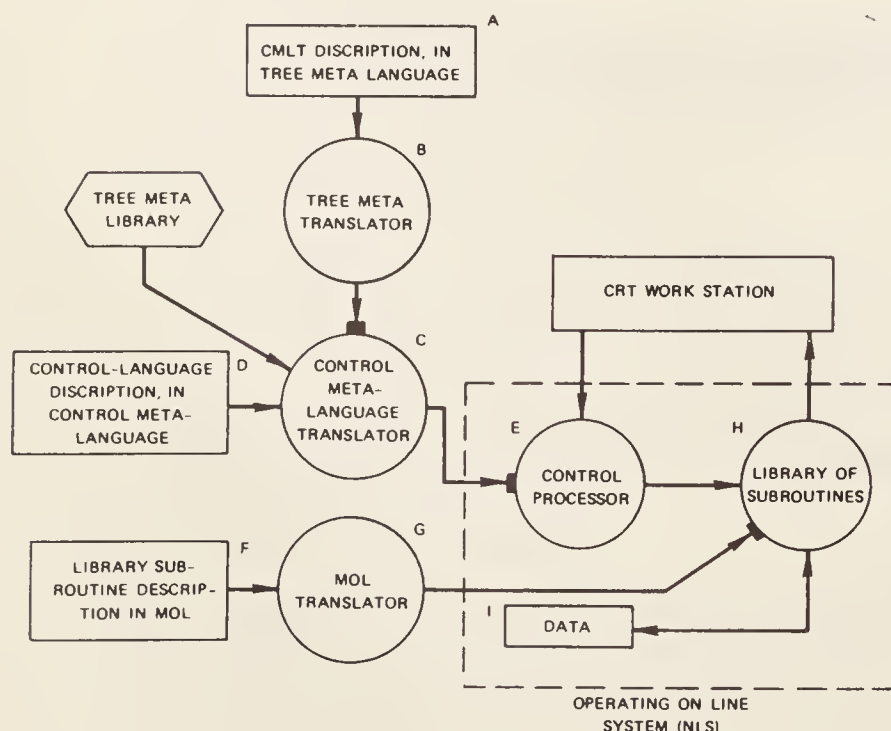 A
CMLT DISCRIPTION, IN
TREE META LANGUAGE
B
TREE META
TRANSLATOR
TREE META
LIBRARY
CRT WORK STATION
C
CONTROL
META-
LANGUAGE
TRANSLATOR
D
CONTROL-LANGUAGE
DISCRIPTION, IN
CONTROL META-
LANGUAGE
E
CONTROL
PROCESSOR
H
LIBRARY OF
SUBROUTINES
F
LIBRARY SUB-
ROUTINE DESCRIP-
TION IN MOL
G
MOL
TRANSLATOR
I
DATA
OPERATING ON LINE
SYSTEM (NLS)